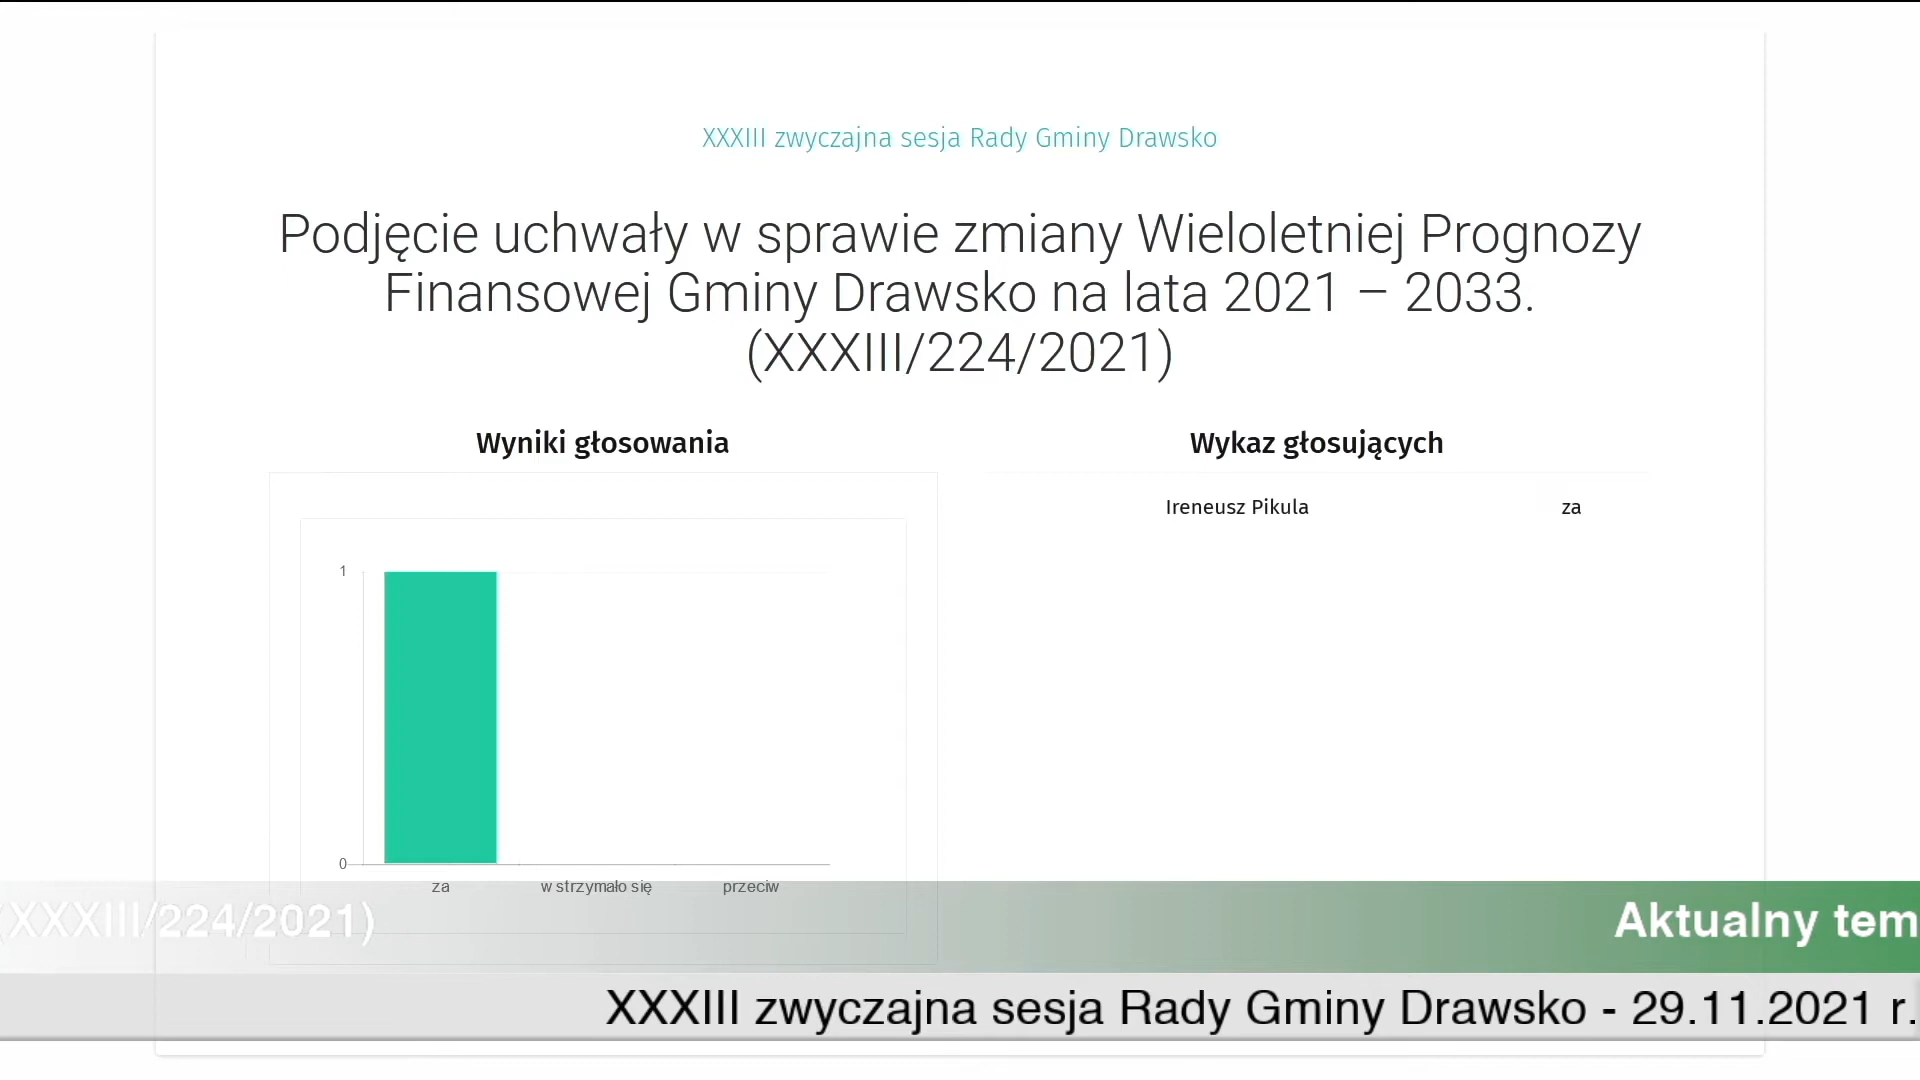 XXXIII zwyczajna sesja Rady Gminy Drawsko
Podjęcie uchwały w sprawie zmiany Wieloletniej Prognozy
Finansowej Gminy Drawsko na lata 2021 – 2033.
(XXXIII/224/2021)
Wyniki głosowania
Wykaz głosujących
Ireneusz Pikula za
1
0
za w strzymało się przeciw
(XXXIII/224/2021) Aktualny tem
XXXIII zwyczajna sesja Rady Gminy Drawsko - 29.11.2021 r.